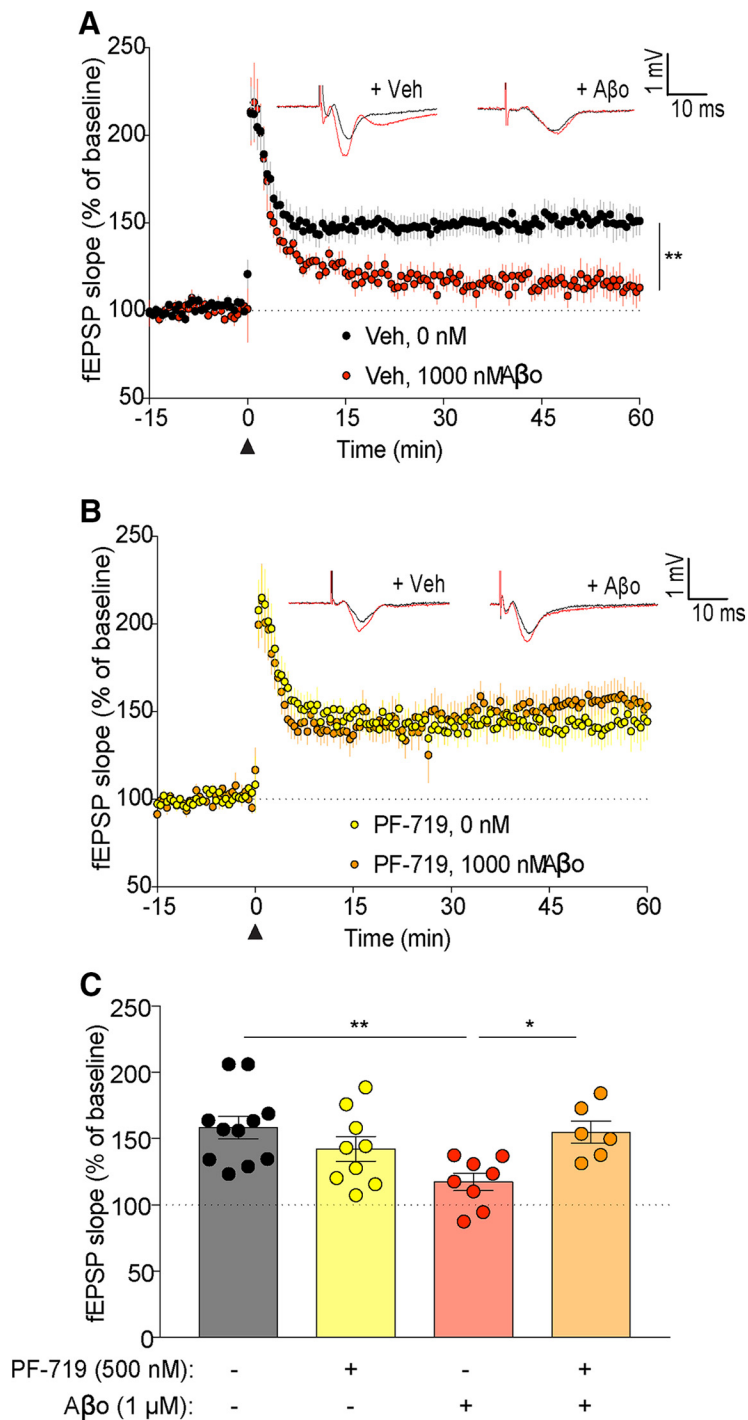 A
250
200
150
100
50
fEPSP slope (% of baseline)
+ Veh
+ Aβo
1 mV
10 ms
**
Veh, 0 nM
Veh, 1000 nM Aβo
-15
0
15
30
45
60
Time (min)
B
250
200
150
100
50
fEPSP slope (% of baseline)
+ Veh
+ Aβo
1 mV
10 ms
PF-719, 0 nM
PF-719, 1000 nM Aβo
-15
0
15
30
45
60
Time (min)
C
250
200
150
100
50
0
fEPSP slope (% of baseline)
**
*
PF-719 (500 nM): - + - +
Aβo (1 µM): - - + +